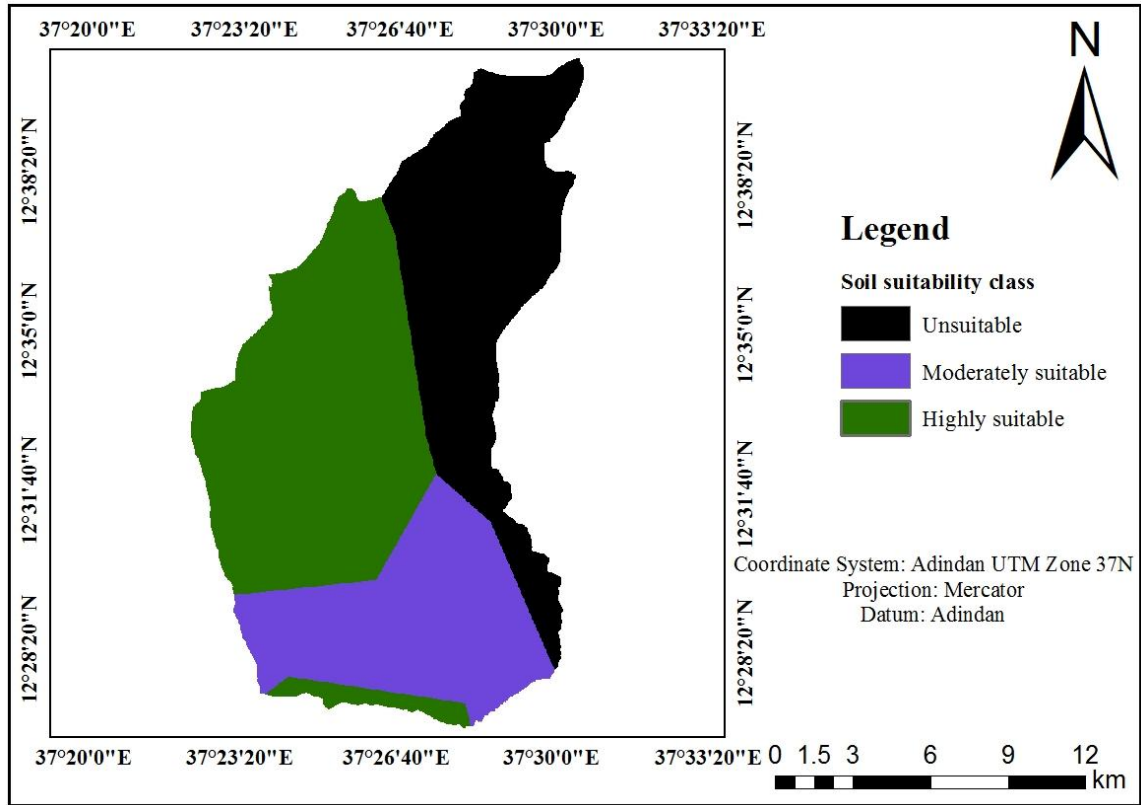 37°20'0"E 37°23'20"E 37°26'40"E 37°30'0"E 37°33'20"E
N
12°38'20"N
12°35'0"N
12°31'40"N
12°28'20"N
12°38'20"N
12°35'0"N
12°31'40"N
12°28'20"N
Legend
Soil suitability class
Unsuitable
Moderately suitable
Highly suitable
Coordinate System: Adindan UTM Zone 37N
Projection: Mercator
Datum: Adindan
37°20'0"E 37°23'20"E 37°26'40"E 37°30'0"E 37°33'20"E
0 1.5 3 6 9 12
km